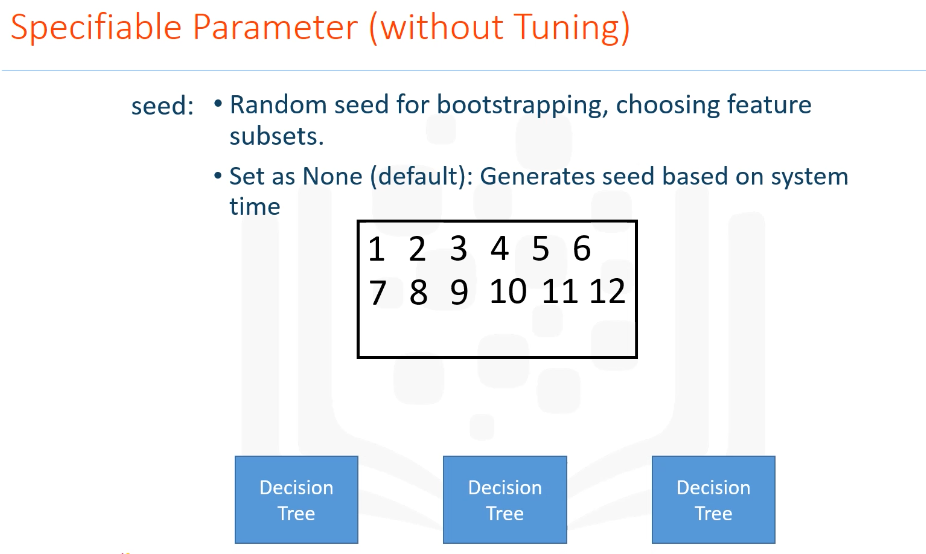 Specifiable Parameter (without Tuning)
seed: • Random seed for bootstrapping, choosing feature
subsets.
• Set as None (default): Generates seed based on system
time
1 2 3 4 5 6
7 8 9 10 11 12
Decision
Tree
Decision
Tree
Decision
Tree